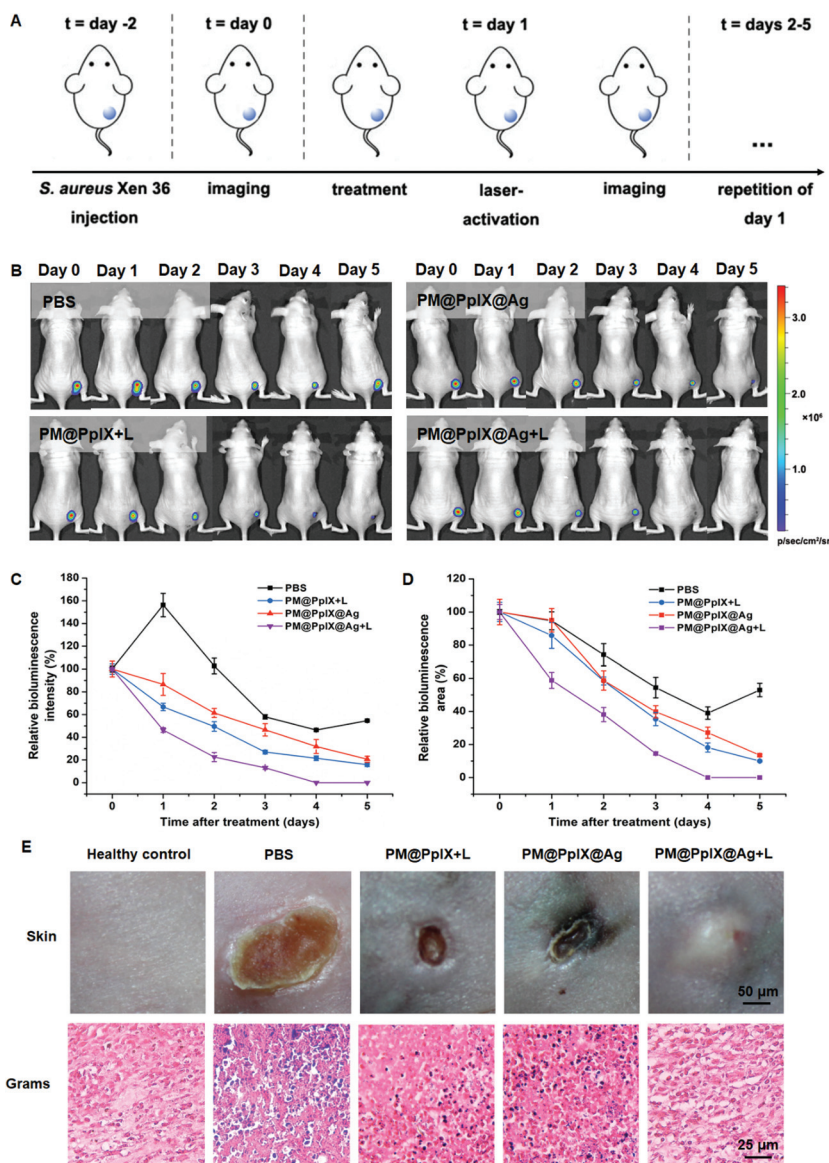 A
t = day -2
t = day 0
t = day 1
t = days 2-5
...
S. aureus Xen 36
injection
imaging
treatment
laser-
activation
imaging
repetition of
day 1
B
Day 0 Day 1 Day 2 Day 3 Day 4 Day 5
PBS
Day 0 Day 1 Day 2 Day 3 Day 4 Day 5
PM@PpIX@Ag
PM@PpIX+L
PM@PpIX@Ag+L
3.0
2.0
×10⁶
1.0
p/sec/cm²/sr
C
Relative bioluminescence
intensity (%)
180
160
140
120
100
80
60
40
20
0
PBS
PM@PpIX+L
PM@PpIX@Ag
PM@PpIX@Ag+L
0 1 2 3 4 5
Time after treatment (days)
D
Relative bioluminescence
area (%)
120
100
80
60
40
20
0
PBS
PM@PpIX+L
PM@PpIX@Ag
PM@PpIX@Ag+L
0 1 2 3 4 5
Time after treatment (days)
E
Healthy control PBS PM@PpIX+L PM@PpIX@Ag PM@PpIX@Ag+L
Skin
50 µm
Grams
25 µm